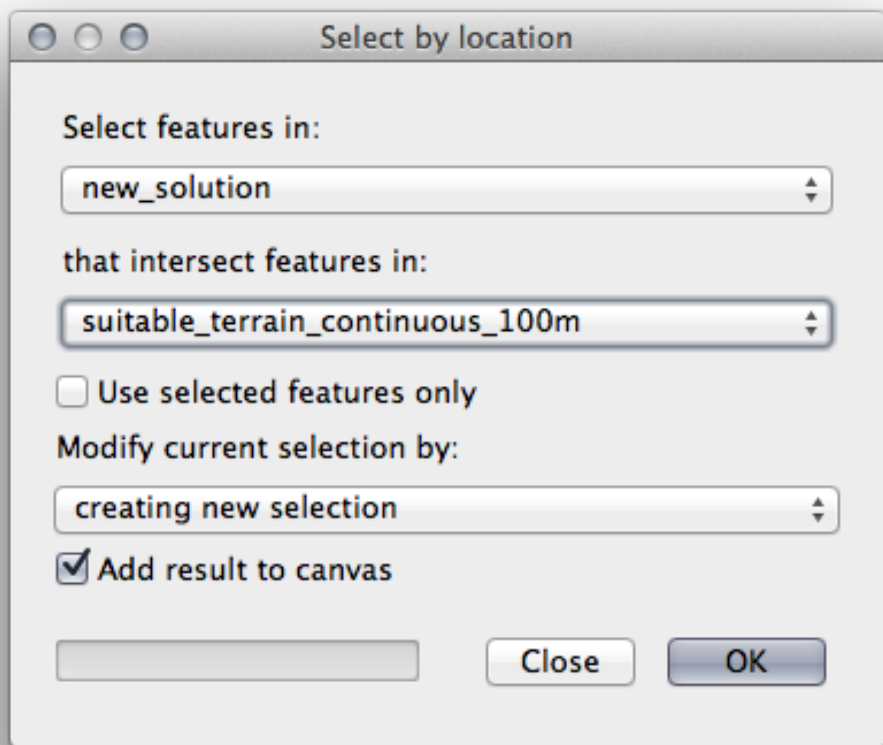 Select by location
Select features in:
new_solution
that intersect features in:
suitable_terrain_continuous_100m
Use selected features only
Modify current selection by:
creating new selection
Add result to canvas
Close OK